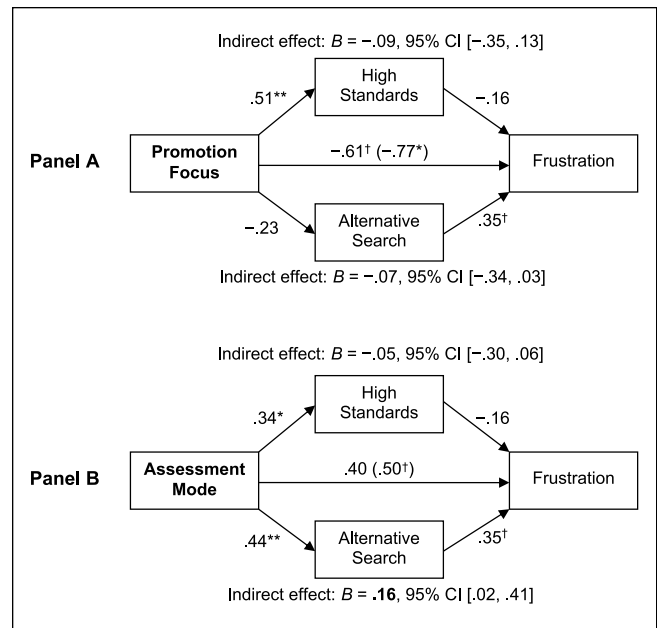 Indirect effect: B = −.09, 95% CI [−.35, .13]
High
Standards
.51**
−.16
Panel A
Promotion
Focus
−.61† (−.77*)
Frustration
−.23
Alternative
Search
.35†
Indirect effect: B = −.07, 95% CI [−.34, .03]
Indirect effect: B = −.05, 95% CI [−.30, .06]
High
Standards
.34*
−.16
Panel B
Assessment
Mode
.40 (.50†)
Frustration
.44**
Alternative
Search
.35†
Indirect effect: B = .16, 95% CI [.02, .41]